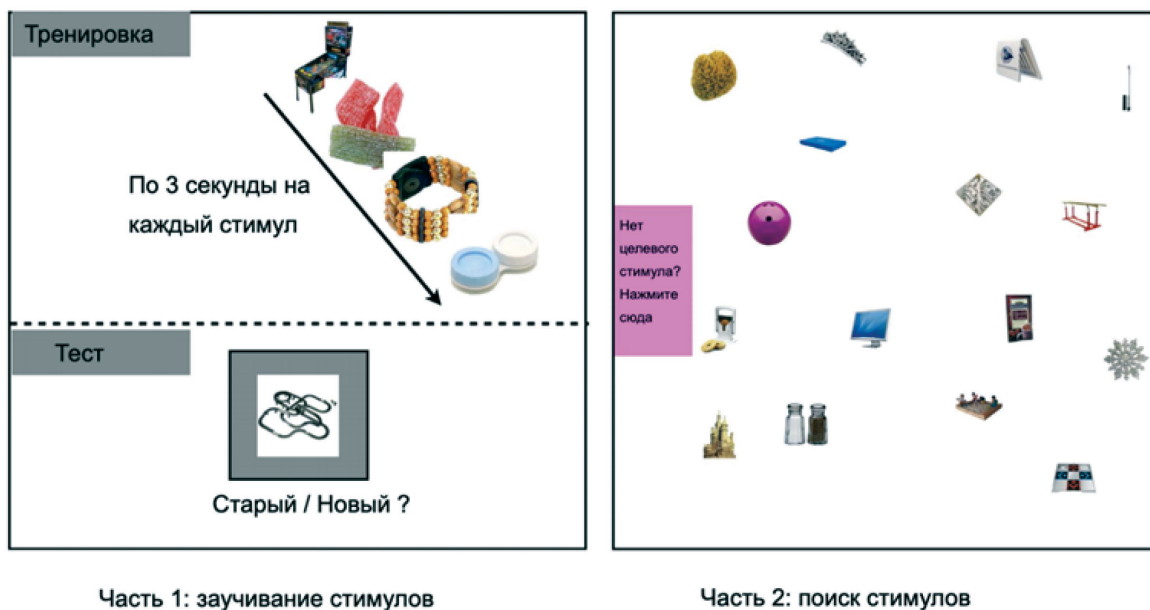 Тренировка
По 3 секунды на
каждый стимул
Тест
Старый / Новый ?
Нет
целевого
стимула?
Нажмите
сюда
Часть 1: заучивание стимулов
Часть 2: поиск стимулов